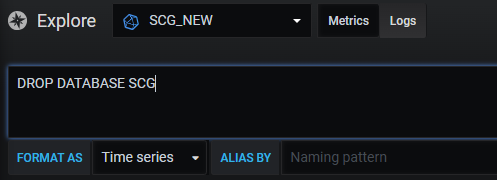 Explore SCG_NEW Metrics Logs
DROP DATABASE SCG
FORMAT AS Time series ALIAS BY Naming pattern